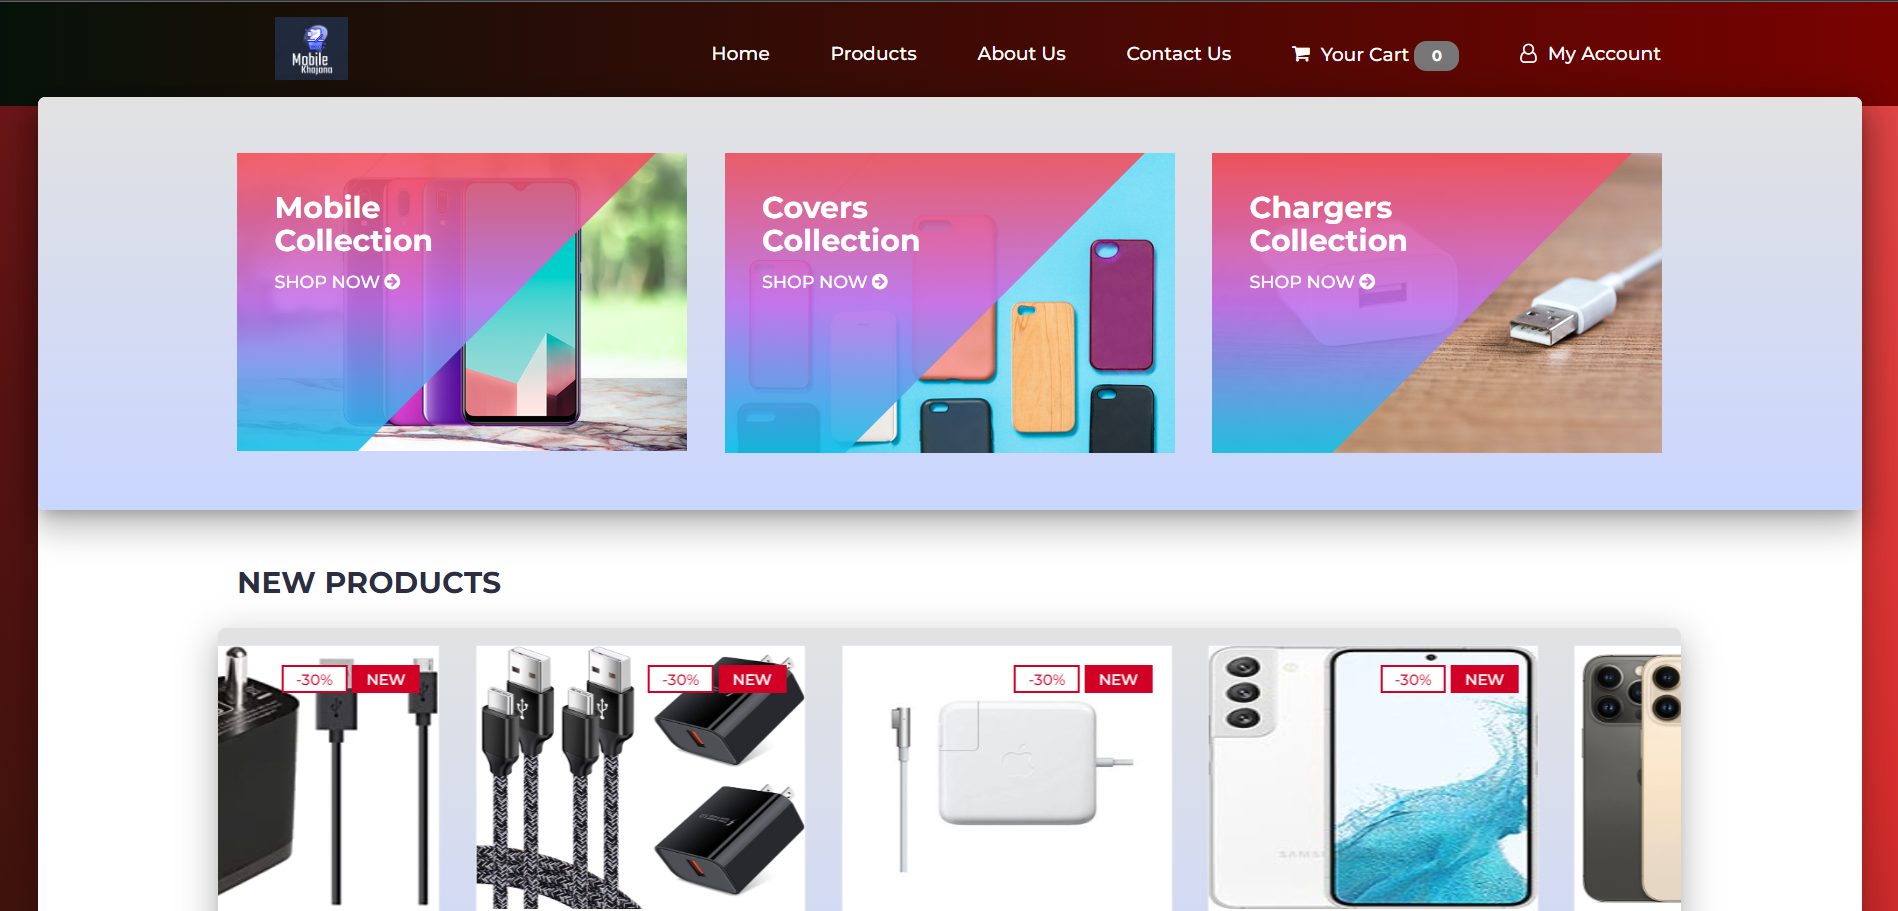 Mobile
Khajana
Home
Products
About Us
Contact Us
Your Cart 0
My Account
Mobile
Collection
SHOP NOW
Covers
Collection
SHOP NOW
Chargers
Collection
SHOP NOW
NEW PRODUCTS
-30% NEW
-30% NEW
-30% NEW
-30% NEW
SAMS